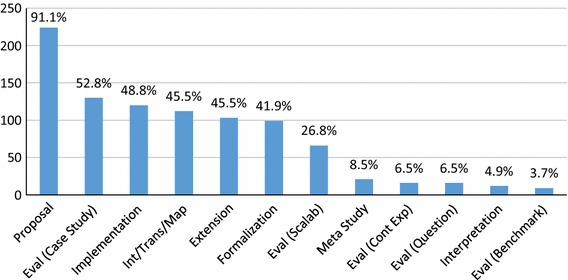 250
200
150
100
50
0
91.1%
52.8%
48.8%
45.5%
45.5%
41.9%
26.8%
8.5%
6.5%
6.5%
4.9%
3.7%
Proposal
Eval (Case Study)
Implementation
Int/Trans/Map
Extension
Formalization
Eval (Scalab)
Meta Study
Eval (Cont Exp)
Eval (Question)
Interpretation
Eval (Benchmark)